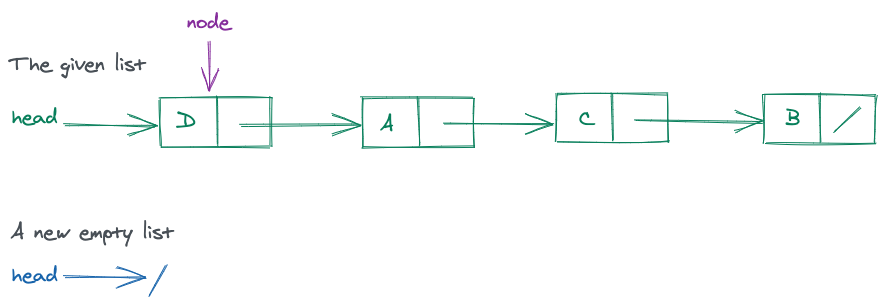 node
The given list
head
D
A
C
B
A new empty list
head